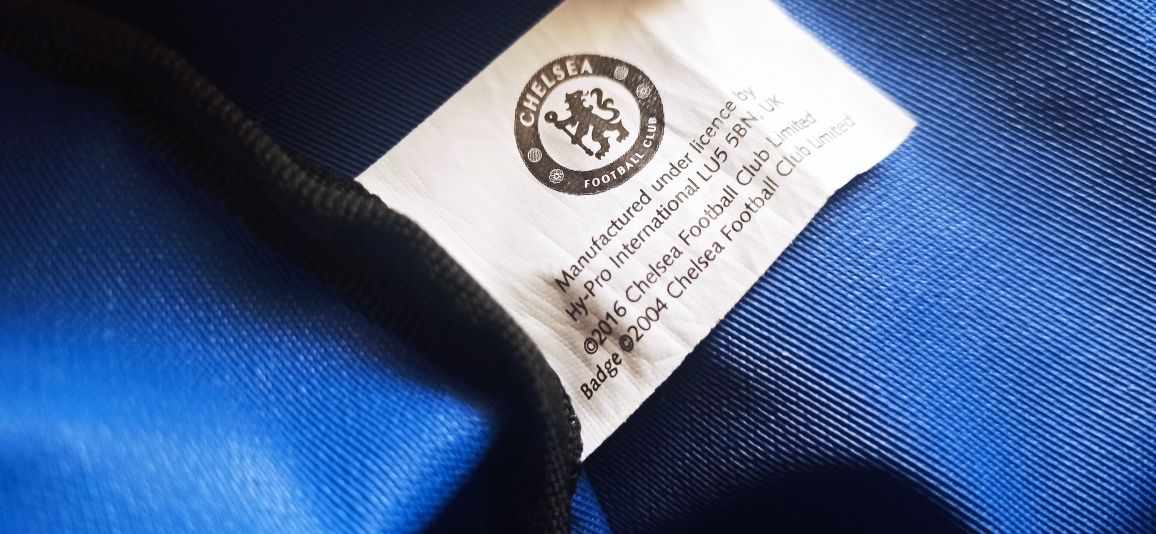 CHELSEA
FOOTBALL CLUB
Manufactured under licence by
Hy-Pro International LU5 5BN, UK
©2016 Chelsea Football Club Limited
Badge ©2004 Chelsea Football Club Limited